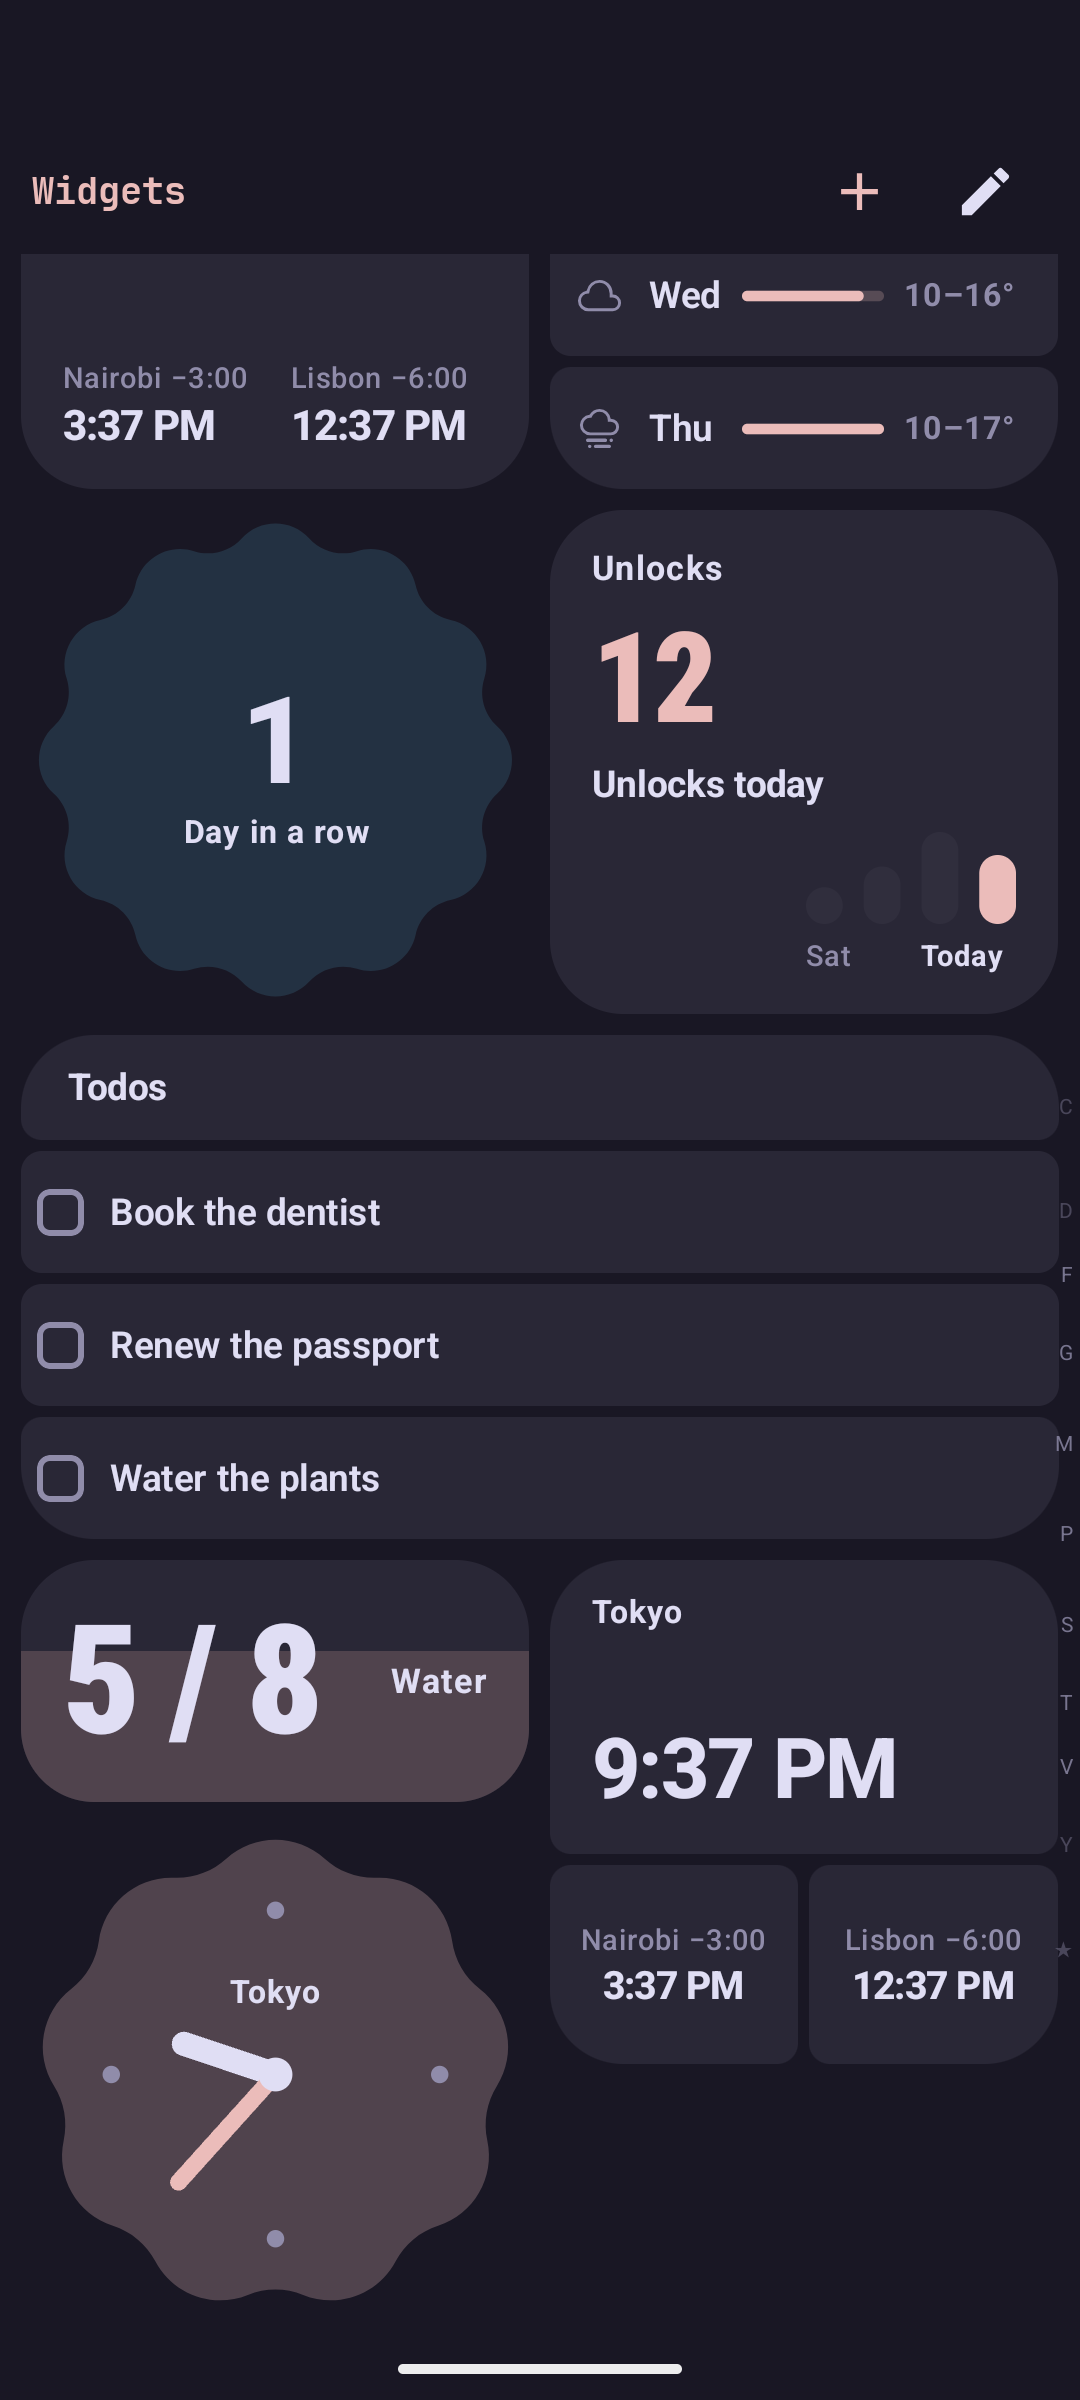 Widgets
Nairobi −3:00
3:37 PM
Lisbon −6:00
12:37 PM
Wed 10–16°
Thu 10–17°
1
Day in a row
Unlocks
12
Unlocks today
Sat Today
Todos
Book the dentist
Renew the passport
Water the plants
5 / 8 Water
Tokyo
9:37 PM
Nairobi −3:00
3:37 PM
Lisbon −6:00
12:37 PM
Tokyo
C
D
F
G
M
P
S
T
V
Y
★